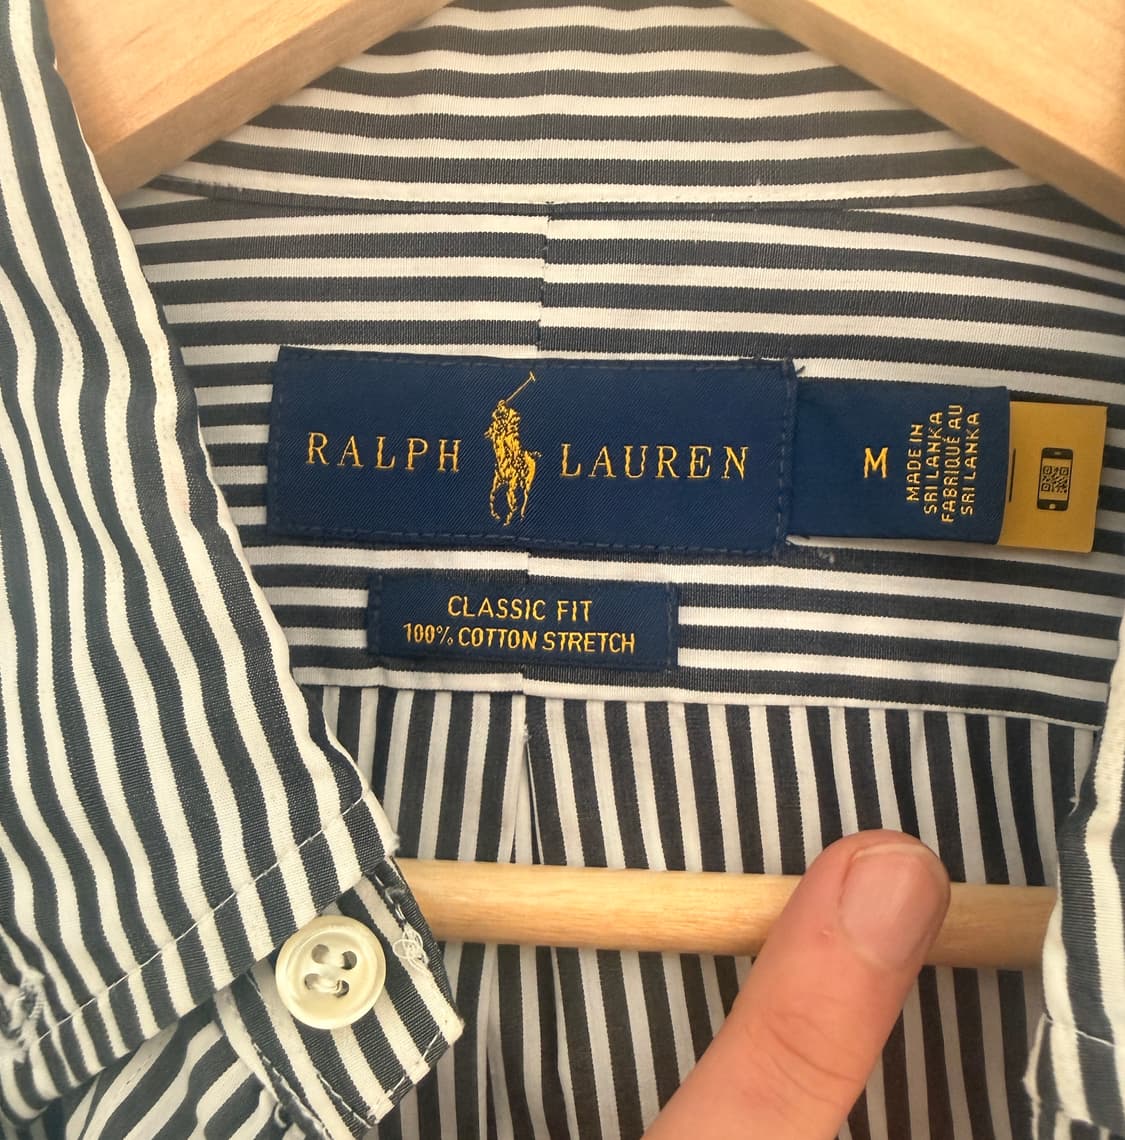 RALPH LAUREN
M
MADE IN
SRI LANKA
FABRIQUÉ AU
SRI LANKA
CLASSIC FIT
100% COTTON STRETCH